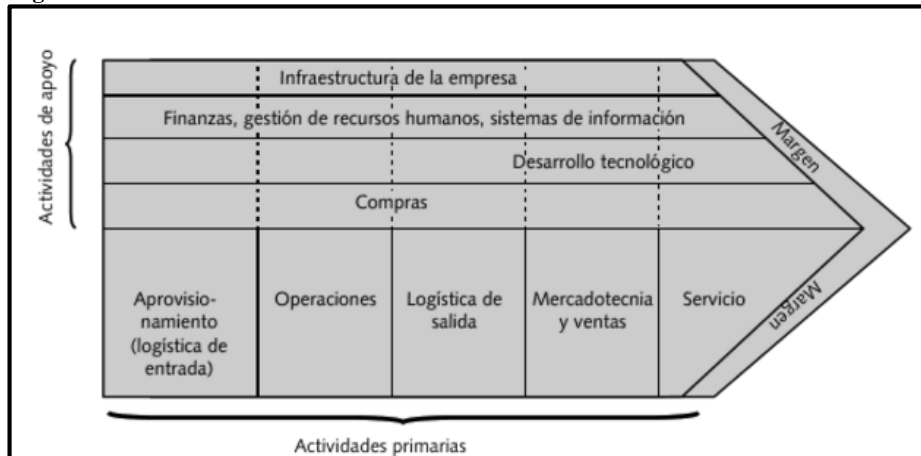 Actividades de apoyo
Infraestructura de la empresa
Finanzas, gestión de recursos humanos, sistemas de información
Desarrollo tecnológico
Compras
Margen
Aprovisio-
namiento
(logística de
entrada)
Operaciones
Logística de
salida
Mercadotecnia
y ventas
Servicio
Margen
Actividades primarias